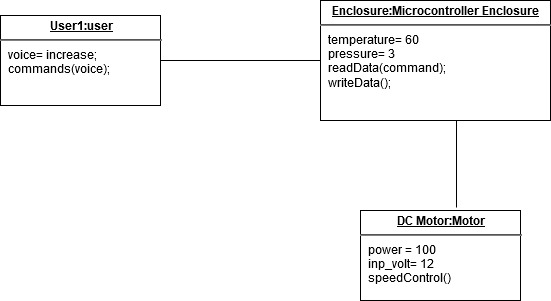 User1:user
voice= increase;
commands(voice);
Enclosure:Microcontroller Enclosure
temperature= 60
pressure= 3
readData(command);
writeData();
DC Motor:Motor
power = 100
inp_volt= 12
speedControl()